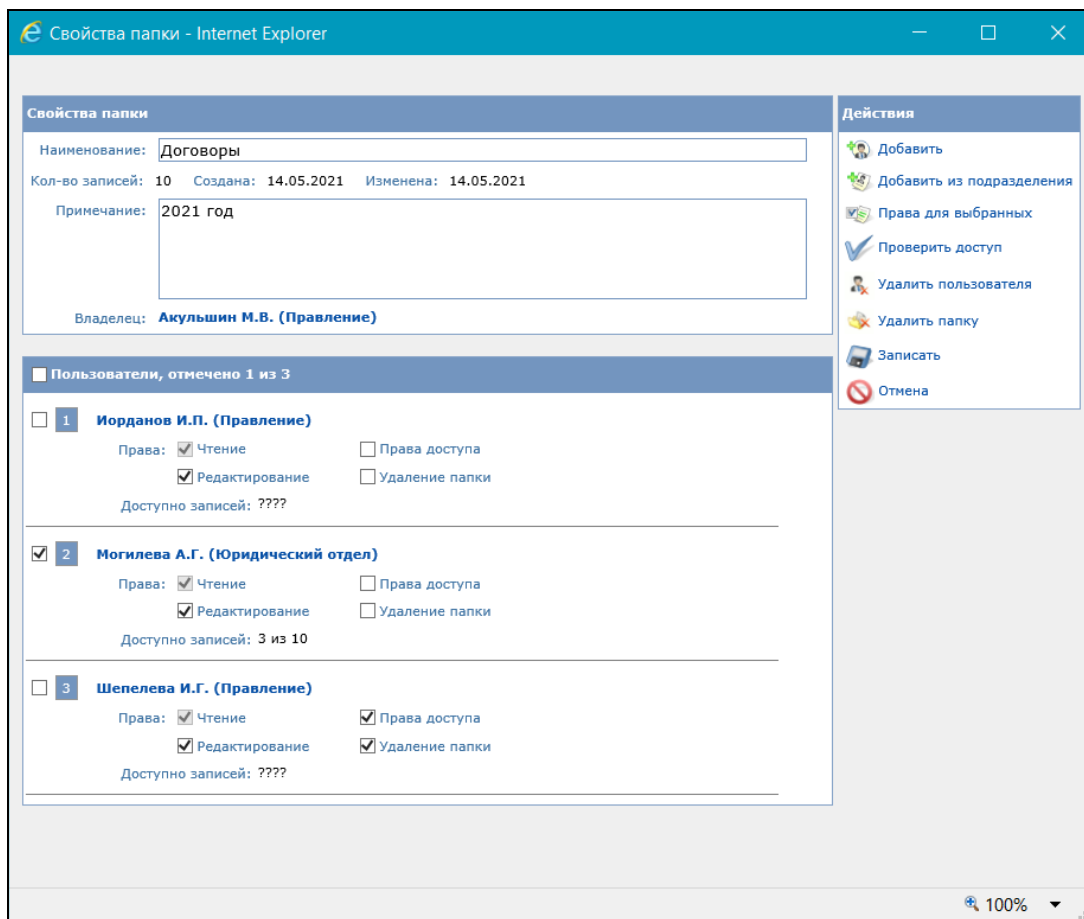 Свойства папки - Internet Explorer
Свойства папки
Наименование: Договоры
Кол-во записей: 10 Создана: 14.05.2021 Изменена: 14.05.2021
Примечание: 2021 год
Владелец: Акульшин М.В. (Правление)
Пользователи, отмечено 1 из 3
1 Иорданов И.П. (Правление)
Права: Чтение Права доступа
Редактирование Удаление папки
Доступно записей: ????
2 Могилева А.Г. (Юридический отдел)
Права: Чтение Права доступа
Редактирование Удаление папки
Доступно записей: 3 из 10
3 Шепелева И.Г. (Правление)
Права: Чтение Права доступа
Редактирование Удаление папки
Доступно записей: ????
Действия
Добавить
Добавить из подразделения
Права для выбранных
Проверить доступ
Удалить пользователя
Удалить папку
Записать
Отмена
100%